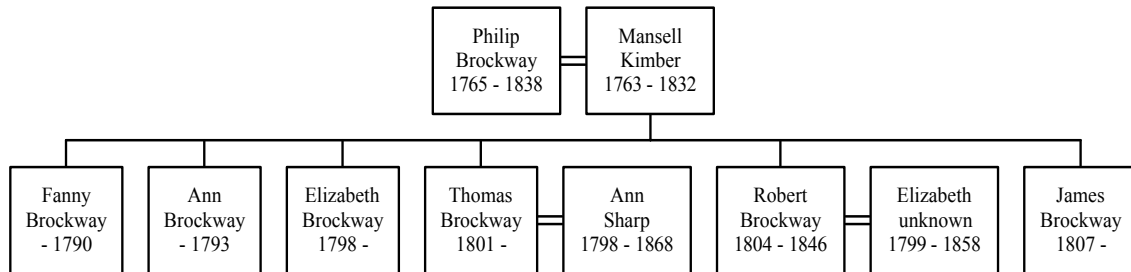 Philip
Brockway
1765 - 1838
Mansell
Kimber
1763 - 1832
Fanny
Brockway
- 1790
Ann
Brockway
- 1793
Elizabeth
Brockway
1798 -
Thomas
Brockway
1801 -
Ann
Sharp
1798 - 1868
Robert
Brockway
1804 - 1846
Elizabeth
unknown
1799 - 1858
James
Brockway
1807 -